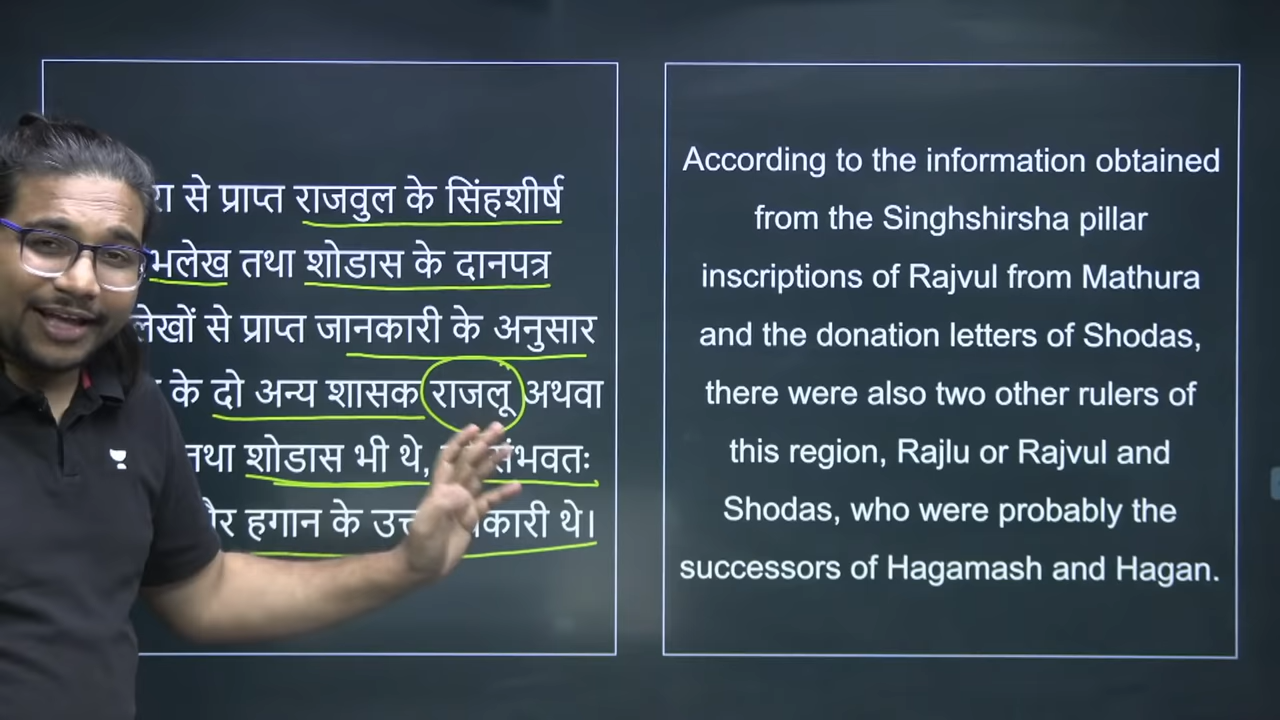 से प्राप्त राजवुल के सिंहशीर्ष
तथा शोडास के दानपत्र
से प्राप्त जानकारी के अनुसार
के दो अन्य शासक राजलू अथवा
तथा शोडास भी थे, संभवतः
हगान के थे।
According to the information obtained
from the Singhshirsha pillar
inscriptions of Rajvul from Mathura
and the donation letters of Shodas,
there were also two other rulers of
this region, Rajlu or Rajvul and
Shodas, who were probably the
successors of Hagamash and Hagan.